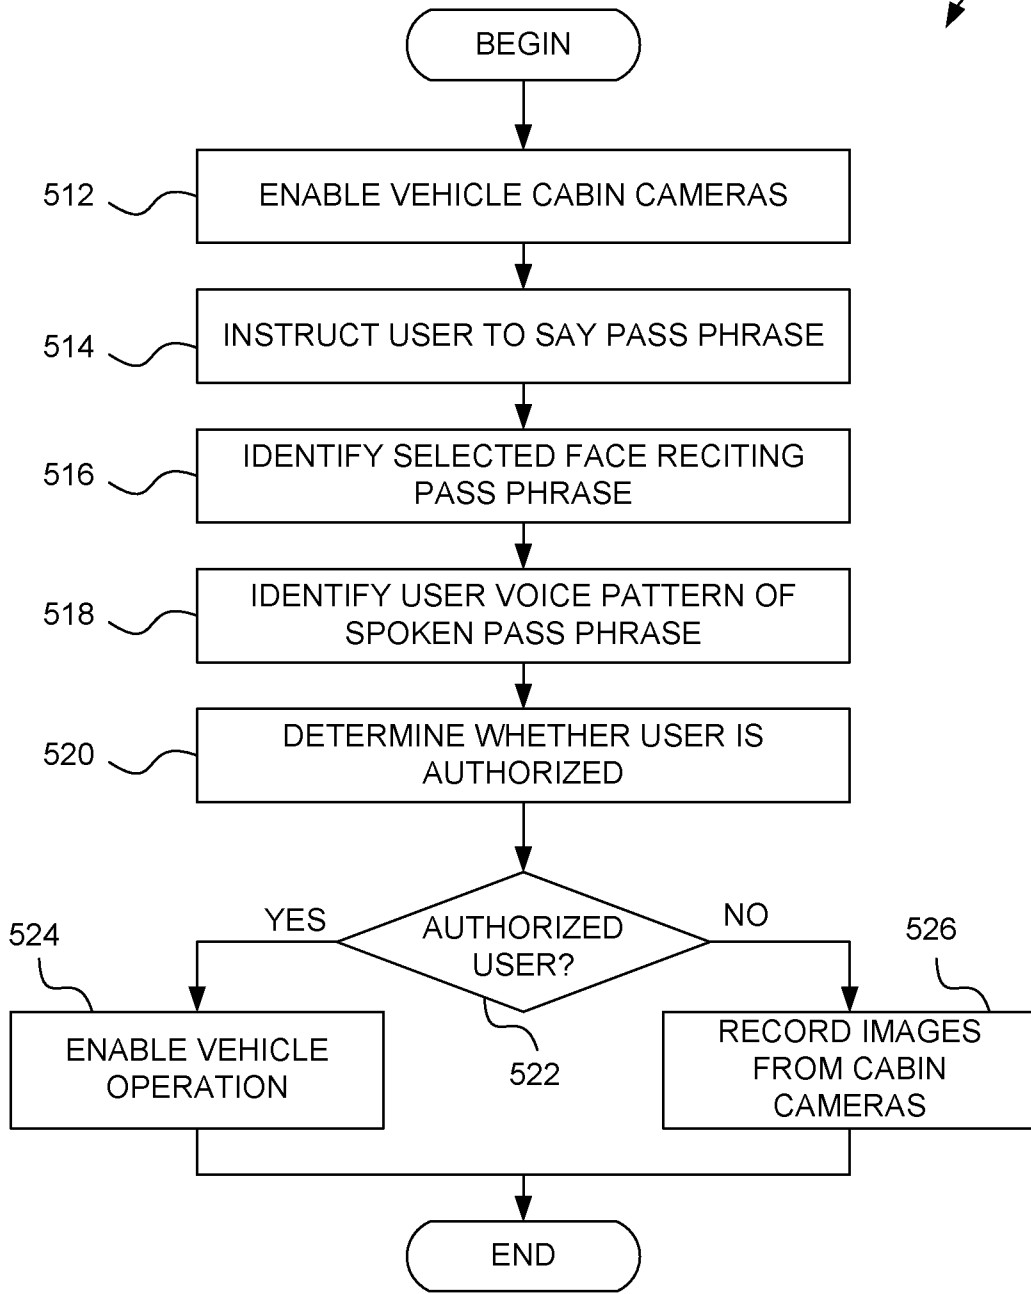 BEGIN
512
ENABLE VEHICLE CABIN CAMERAS
514
INSTRUCT USER TO SAY PASS PHRASE
516
IDENTIFY SELECTED FACE RECITING
PASS PHRASE
518
IDENTIFY USER VOICE PATTERN OF
SPOKEN PASS PHRASE
520
DETERMINE WHETHER USER IS
AUTHORIZED
YES
NO
524
AUTHORIZED
USER?
526
522
ENABLE VEHICLE
OPERATION
RECORD IMAGES
FROM CABIN
CAMERAS
END